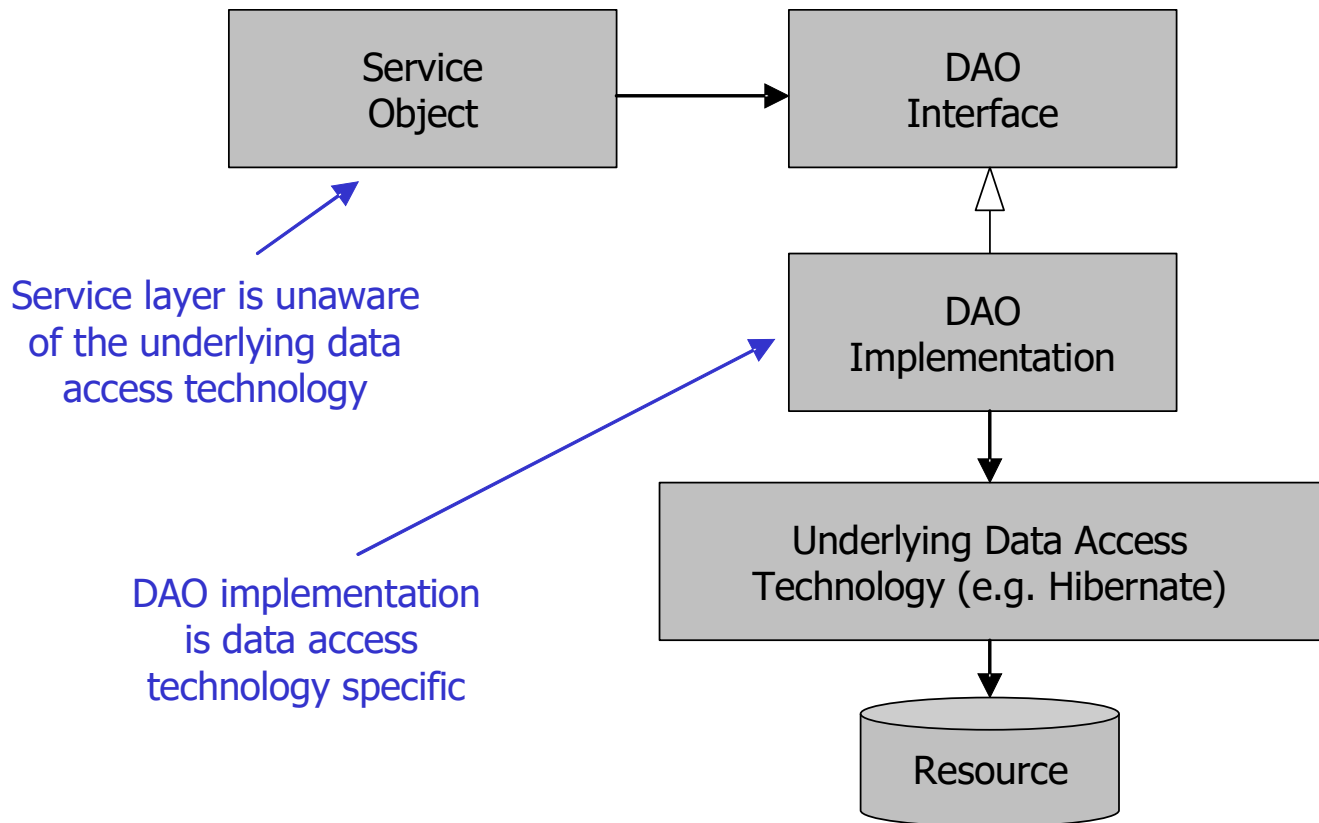 Service
Object
DAO
Interface
Service layer is unaware
of the underlying data
access technology
DAO
Implementation
Underlying Data Access
Technology (e.g. Hibernate)
DAO implementation
is data access
technology specific
Resource